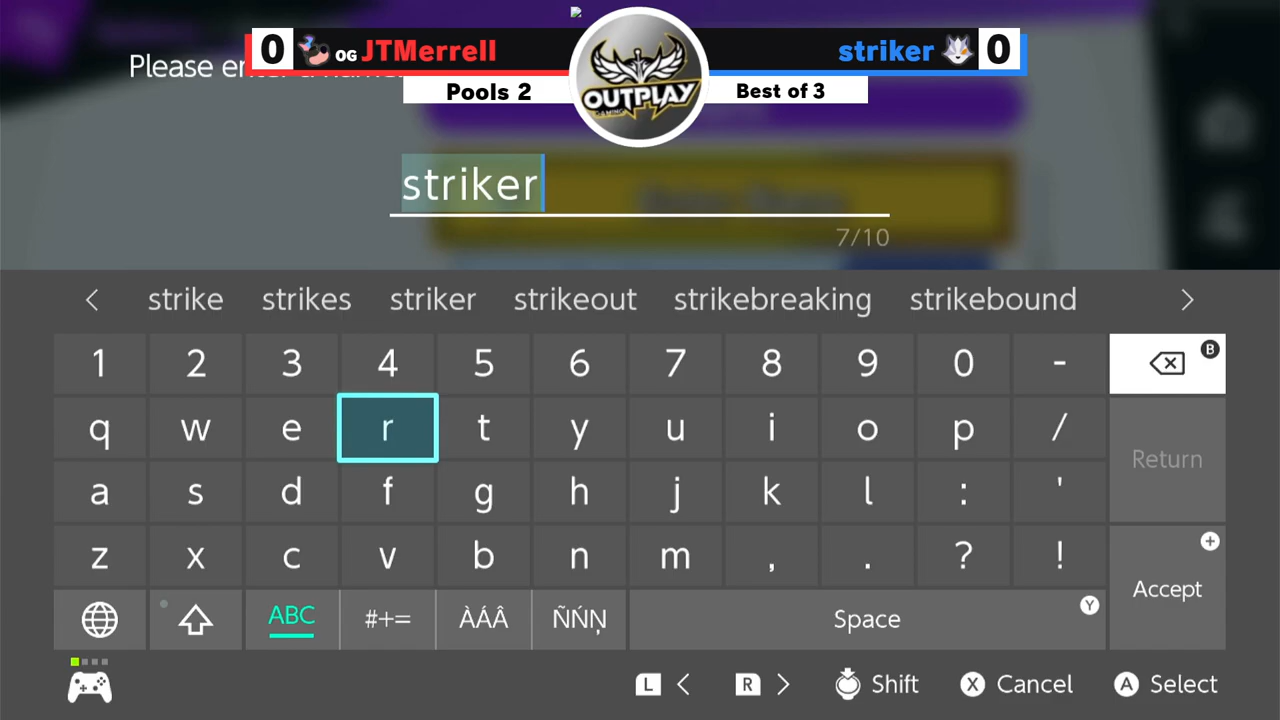 0 OG JTMerrell
striker 0
Pools 2
Best of 3
OUTPLAY
GAMING
Please en
striker
7/10
strike strikes striker strikeout strikebreaking strikebound
1 2 3 4 5 6 7 8 9 0 - B
q w e r t y u i o p /
Return
a s d f g h j k l : '
z x c v b n m , . ? ! +
Accept
ABC #+= ÀÁÂ ÑŃŅ Space Y
L R Shift X Cancel A Select